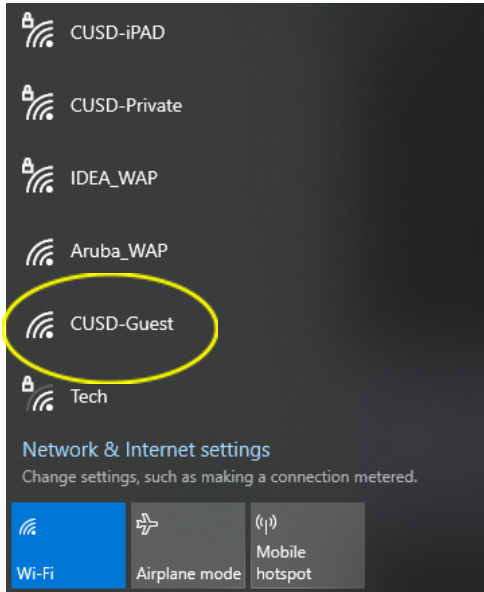 CUSD-iPAD
CUSD-Private
IDEA_WAP
Aruba_WAP
CUSD-Guest
Tech
Network & Internet settings
Change settings, such as making a connection metered.
Wi-Fi
Airplane mode
Mobile
hotspot